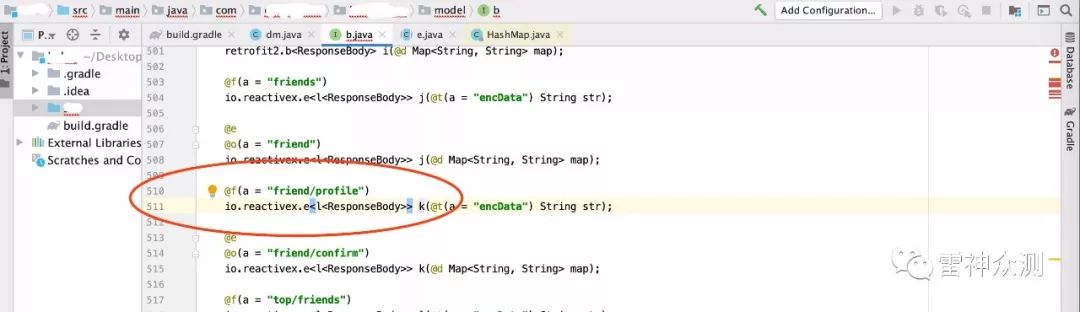 src main java com model b
Add Configuration...
P..
build.gradle dm.java b.java e.java HashMap.java
1: Project
~/Desktop
.gradle
.idea
build.gradle
External Libraries
Scratches and Co
Database
Gradle
501 retrofit2.b<ResponseBody> i(@d Map<String, String> map);
502
503 @f(a = "friends")
504 io.reactivex.e<l<ResponseBody>> j(@t(a = "encData") String str);
505
506 @e
507 @o(a = "friend")
508 io.reactivex.e<l<ResponseBody>> j(@d Map<String, String> map);
509
510 @f(a = "friend/profile")
511 io.reactivex.e<l<ResponseBody>> k(@t(a = "encData") String str);
512
513 @e
514 @o(a = "friend/confirm")
515 io.reactivex.e<l<ResponseBody>> k(@d Map<String, String> map);
516
517 @f(a = "top/friends")
雷神众测